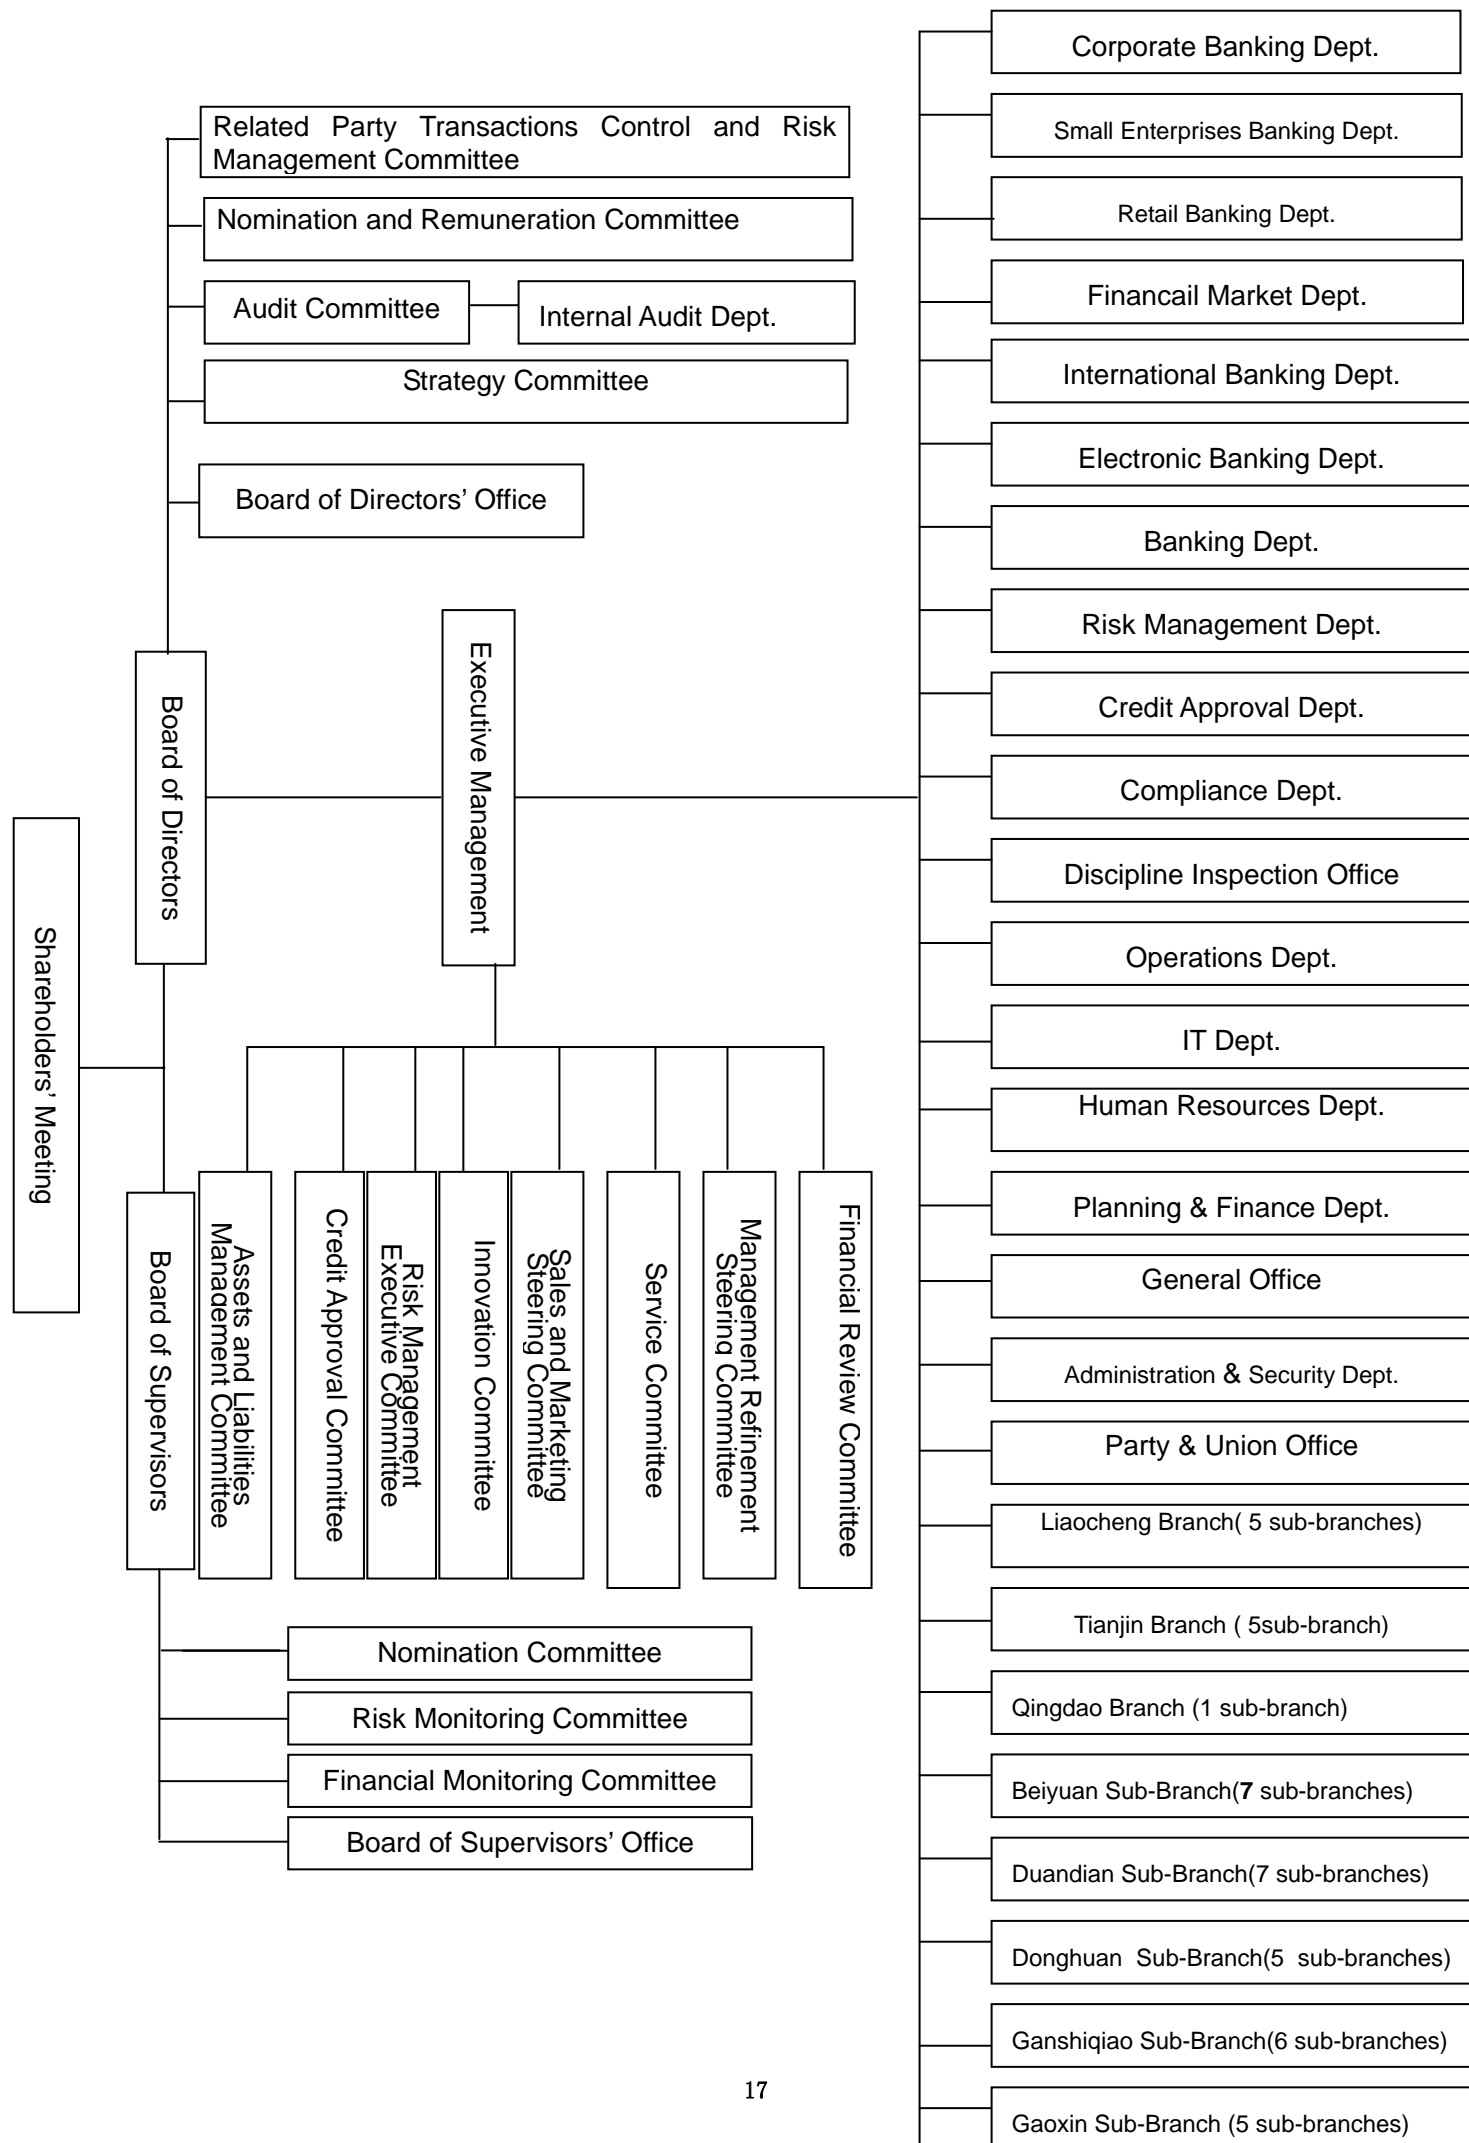 Related Party Transactions Control and Risk
Management Committee
Nomination and Remuneration Committee
Audit Committee
Internal Audit Dept.
Strategy Committee
Board of Directors’ Office
Shareholders’ Meeting
Board of Directors
Executive Management
Board of Supervisors
Assets and Liabilities
Management Committee
Credit Approval Committee
Risk Management
Executive Committee
Innovation Committee
Sales and Marketing
Steering Committee
Service Committee
Management Refinement
Steering Committee
Financial Review Committee
Nomination Committee
Risk Monitoring Committee
Financial Monitoring Committee
Board of Supervisors’ Office
Corporate Banking Dept.
Small Enterprises Banking Dept.
Retail Banking Dept.
Financail Market Dept.
International Banking Dept.
Electronic Banking Dept.
Banking Dept.
Risk Management Dept.
Credit Approval Dept.
Compliance Dept.
Discipline Inspection Office
Operations Dept.
IT Dept.
Human Resources Dept.
Planning & Finance Dept.
General Office
Administration & Security Dept.
Party & Union Office
Liaocheng Branch( 5 sub-branches)
Tianjin Branch ( 5sub-branch)
Qingdao Branch (1 sub-branch)
Beiyuan Sub-Branch(7 sub-branches)
Duandian Sub-Branch(7 sub-branches)
Donghuan Sub-Branch(5 sub-branches)
Ganshiqiao Sub-Branch(6 sub-branches)
Gaoxin Sub-Branch (5 sub-branches)
17